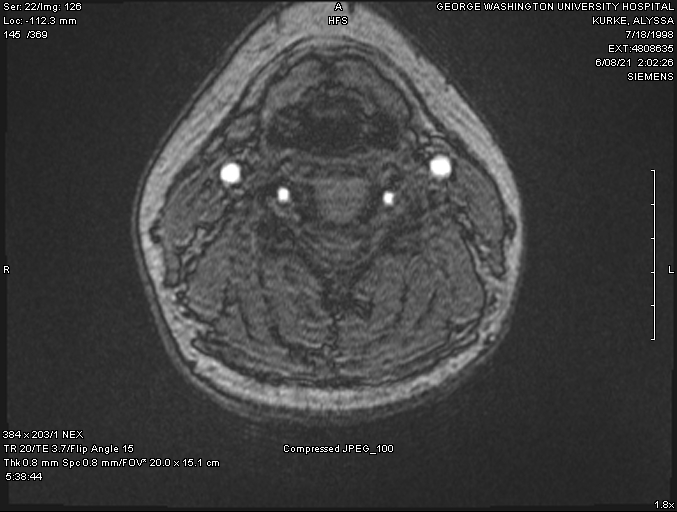 Ser: 22/Img: 126
Loc: -112.3 mm
145 /369
A
HFS
GEORGE WASHINGTON UNIVERSITY HOSPITAL
KURKE, ALYSSA
7/18/1998
EXT:4808635
6/08/21 2:02:26
SIEMENS
R
L
384 x 203/1 NEX
TR 20/TE 3.7/Flip Angle 15
Thk 0.8 mm Spc 0.8 mm/FOV* 20.0 x 15.1 cm
5:38:44
Compressed JPEG_100
1.8x